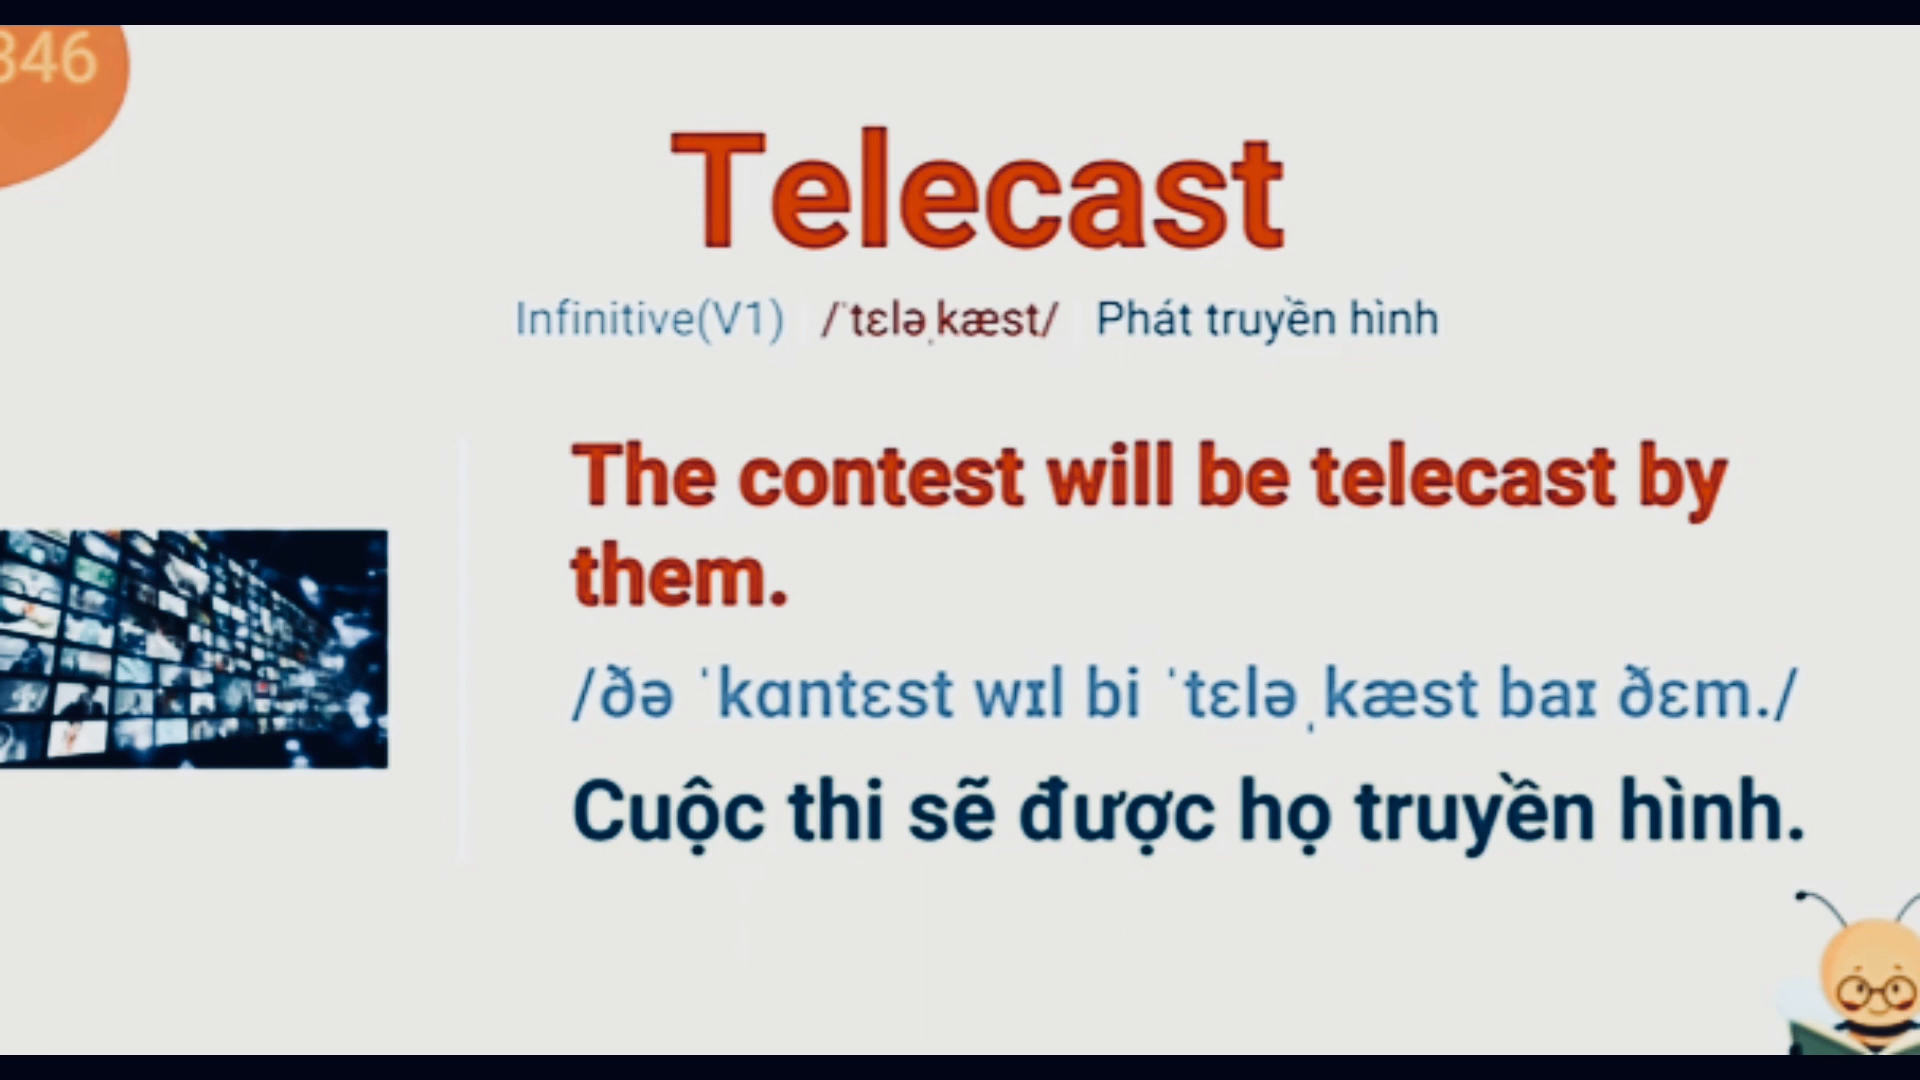 Telecast
Infinitive(V1) /ˈtɛləˌkæst/ Phát truyền hình
The contest will be telecast by
them.
/ðə ˈkɑntɛst wɪl bi ˈtɛləˌkæst baɪ ðɛm./
Cuộc thi sẽ được họ truyền hình.